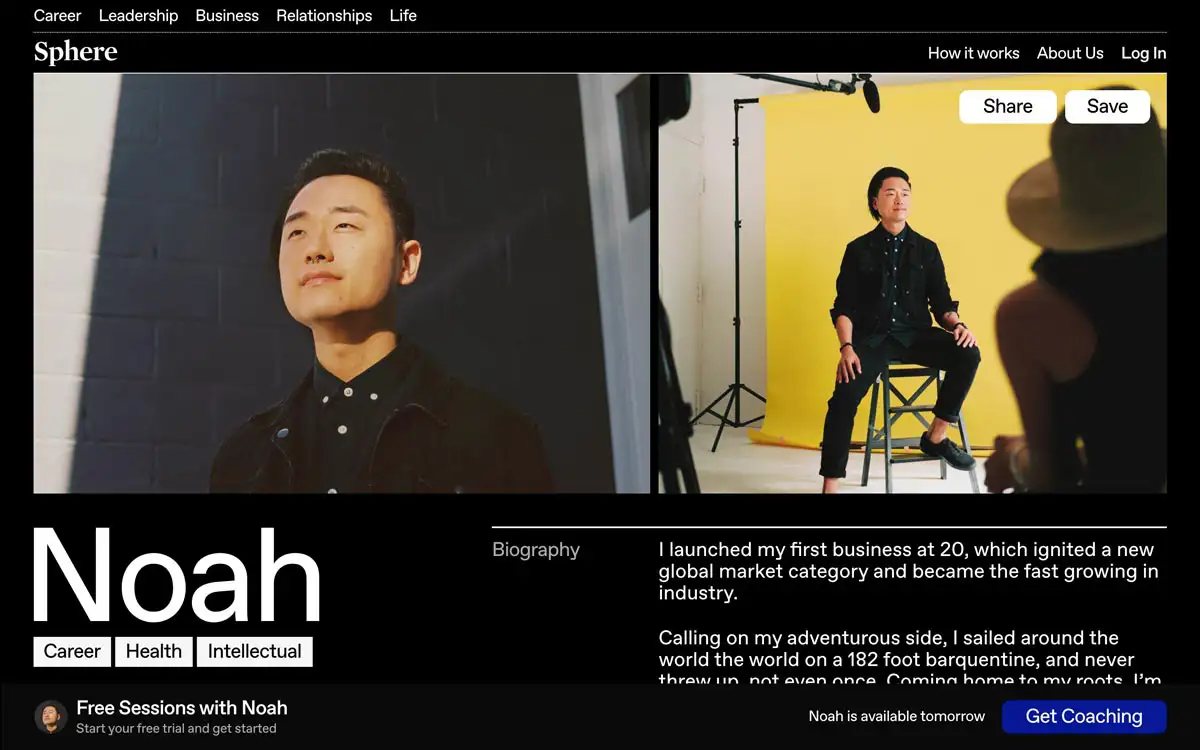 Career Leadership Business Relationships Life
Sphere
How it works About Us Log In
Share Save
Noah
Career Health Intellectual
Biography
I launched my first business at 20, which ignited a new
global market category and became the fast growing in
industry.
Calling on my adventurous side, I sailed around the
world the world on a 182 foot barquentine, and never
threw up, not even once. Coming home to my roots, I'm
Free Sessions with Noah
Start your free trial and get started
Noah is available tomorrow
Get Coaching